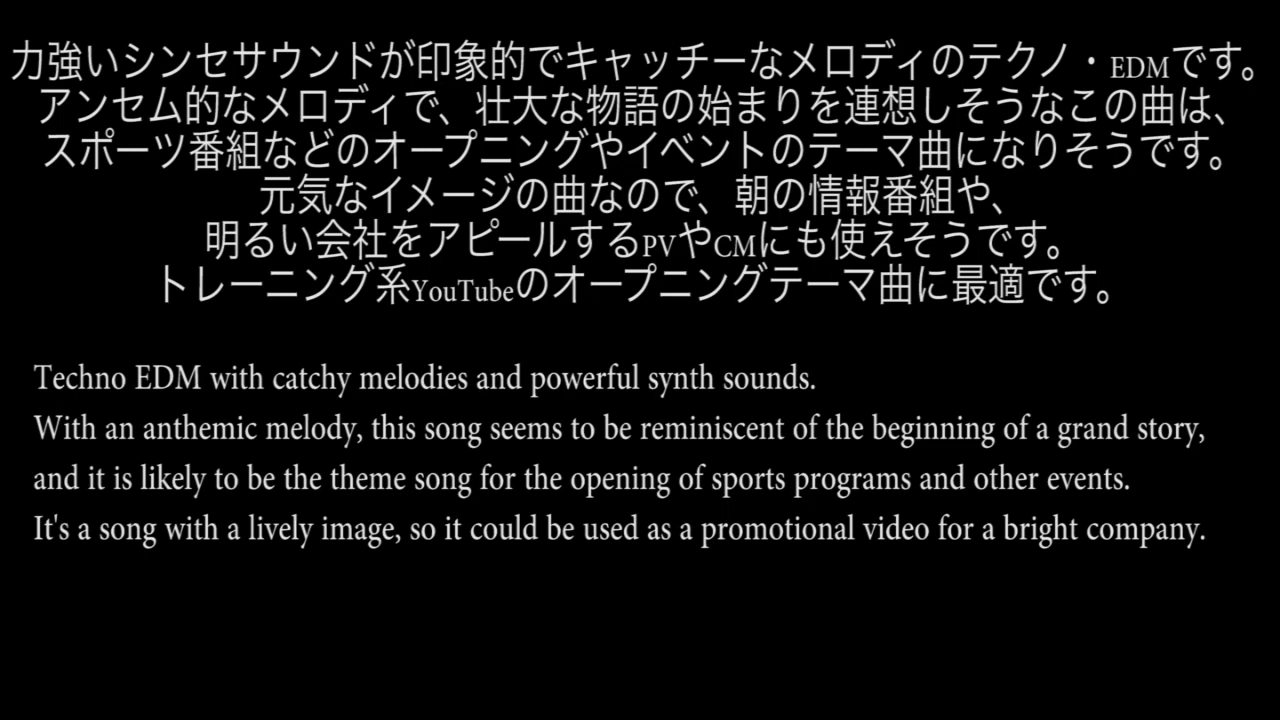 力強いシンセサウンドが印象的でキャッチーなメロディのテクノ・EDMです。
アンセム的なメロディで、壮大な物語の始まりを連想しそうなこの曲は、
スポーツ番組などのオープニングやイベントのテーマ曲になりそうです。
元気なイメージの曲なので、朝の情報番組や、
明るい会社をアピールするPVやCMにも使えそうです。
トレーニング系YouTubeのオープニングテーマ曲に最適です。
Techno EDM with catchy melodies and powerful synth sounds.
With an anthemic melody, this song seems to be reminiscent of the beginning of a grand story,
and it is likely to be the theme song for the opening of sports programs and other events.
It's a song with a lively image, so it could be used as a promotional video for a bright company.